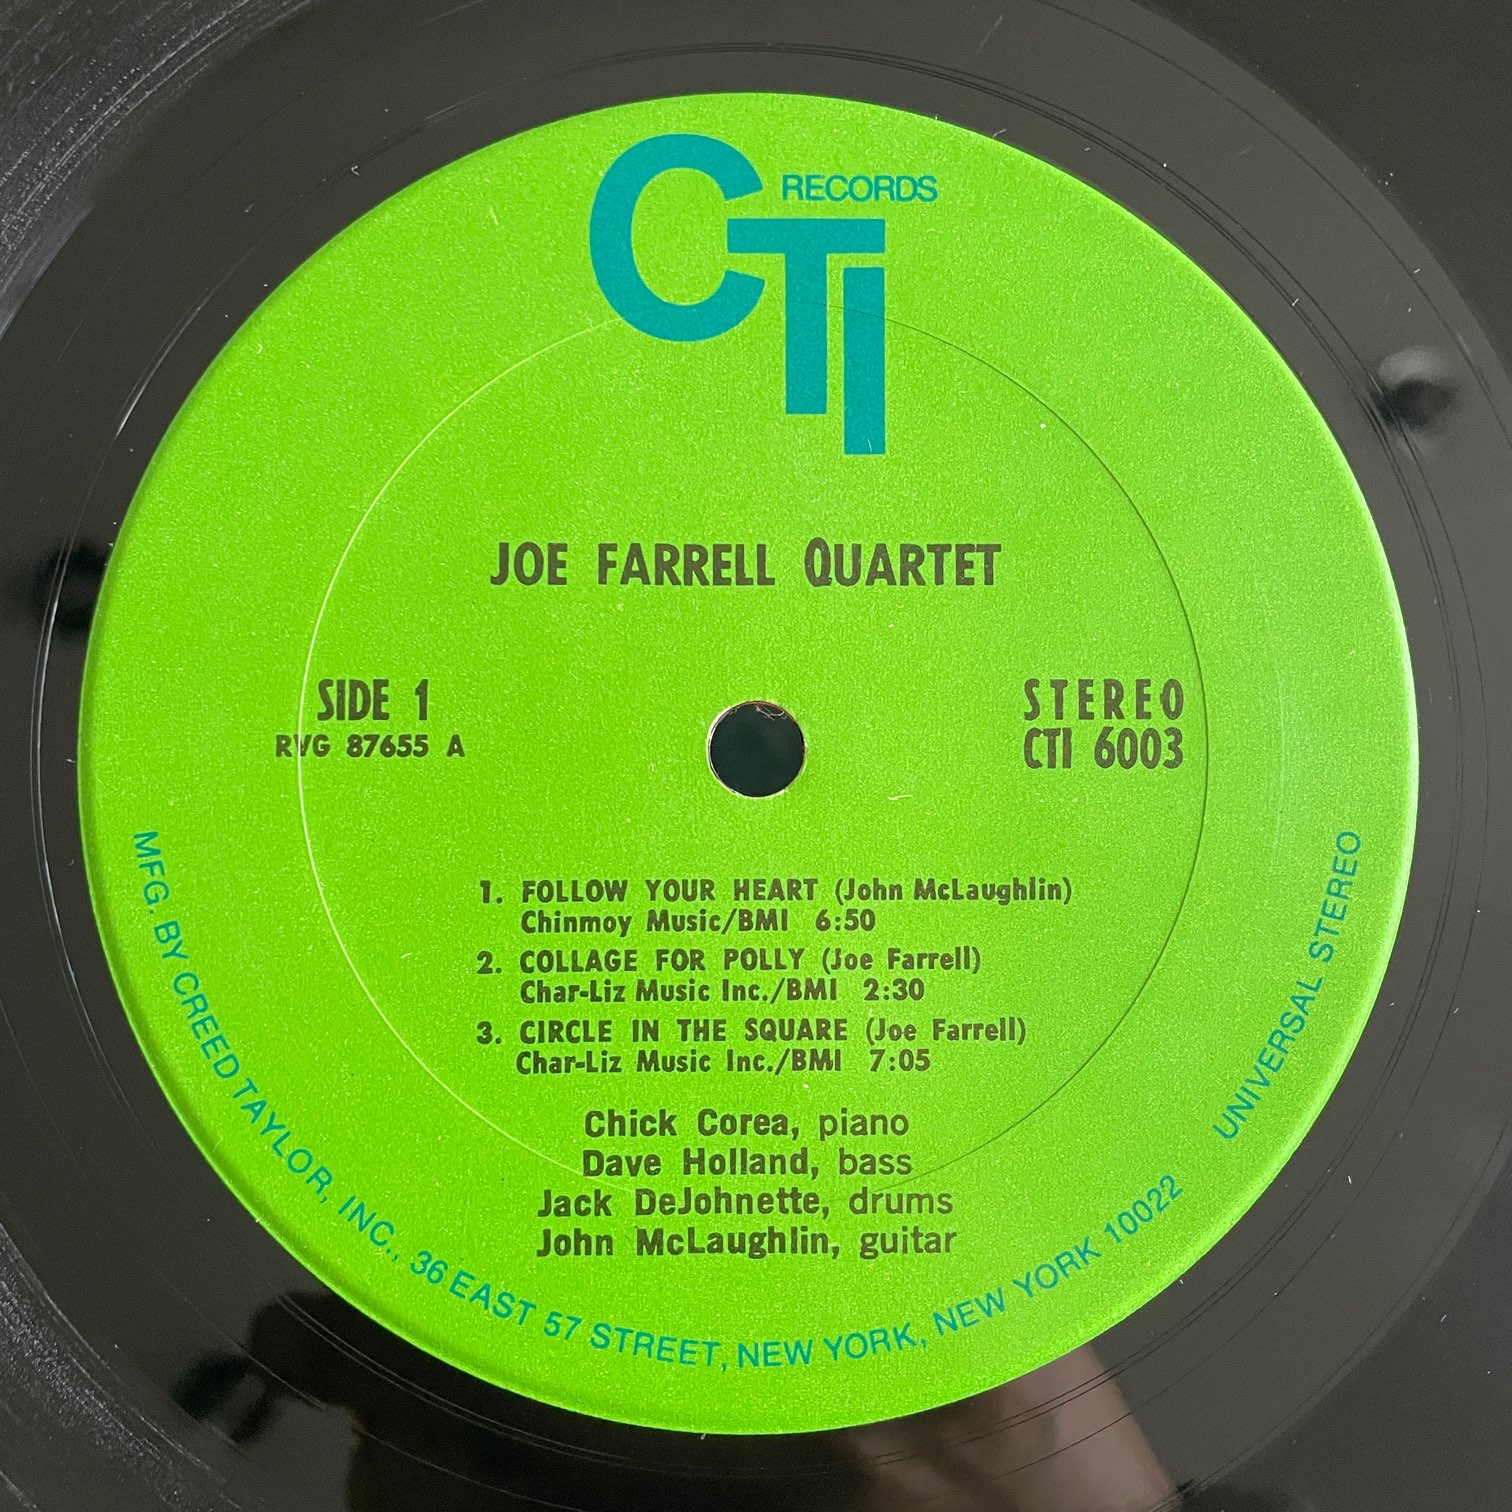 CTI RECORDS
JOE FARRELL QUARTET
SIDE 1
RVG 87655 A
STEREO
CTI 6003
1. FOLLOW YOUR HEART (John McLaughlin)
Chinmoy Music/BMI 6:50
2. COLLAGE FOR POLLY (Joe Farrell)
Char-Liz Music Inc./BMI 2:30
3. CIRCLE IN THE SQUARE (Joe Farrell)
Char-Liz Music Inc./BMI 7:05
Chick Corea, piano
Dave Holland, bass
Jack DeJohnette, drums
John McLaughlin, guitar
MFG. BY CREED TAYLOR, INC., 36 EAST 57 STREET, NEW YORK, NEW YORK 10022
UNIVERSAL STEREO